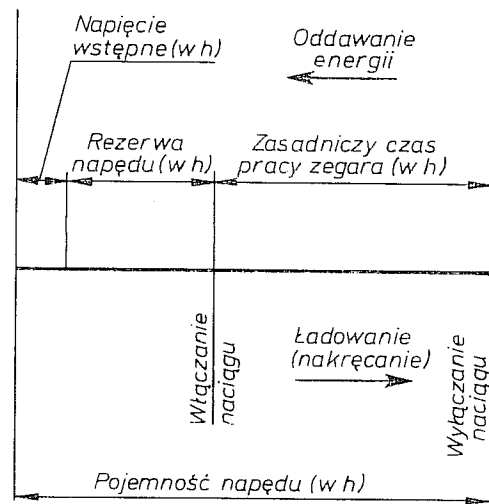 Napięcie
wstępne (w h)
Oddawanie
energii
Rezerwa
napędu (w h)
Zasadniczy czas
pracy zegara (w h)
Włączanie
naciągu
Ładowanie
(nakręcanie)
Wyłączanie
naciągu
Pojemność napędu (w h)